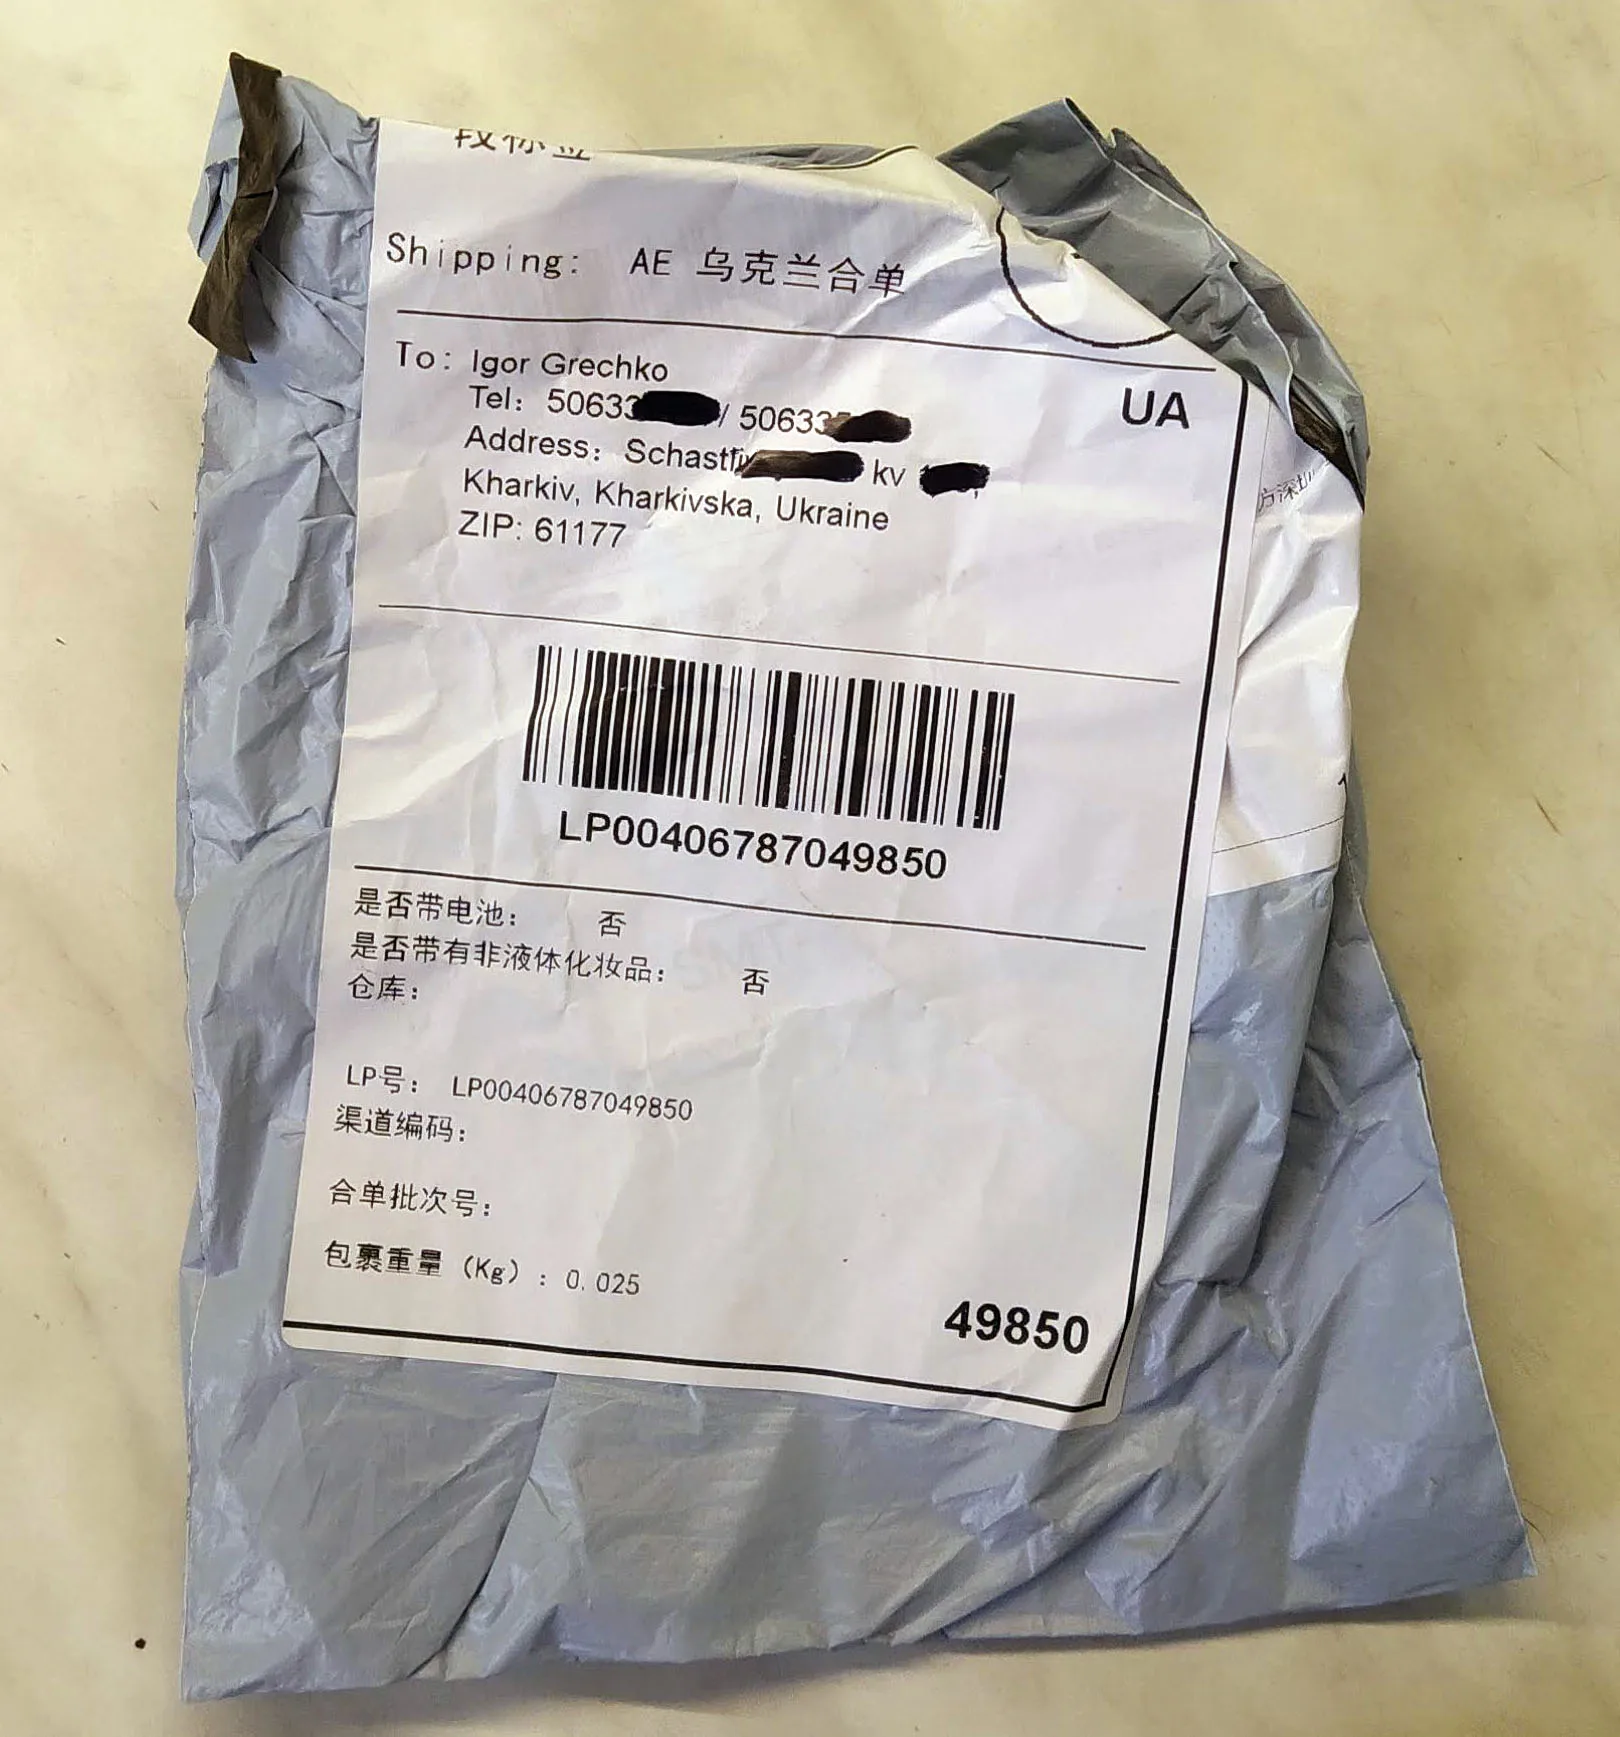 Shipping: AE 乌克兰合单
To: Igor Grechko
UA
Tel: 50633 / 50633
Address: kv
Kharkiv, Kharkivska, Ukraine
ZIP: 61177
LP00406787049850
是否带电池： 否
是否带有非液体化妆品： 否
仓库：
LP号： LP00406787049850
渠道编码：
合单批次号：
包裹重量 (Kg) : 0.025
49850